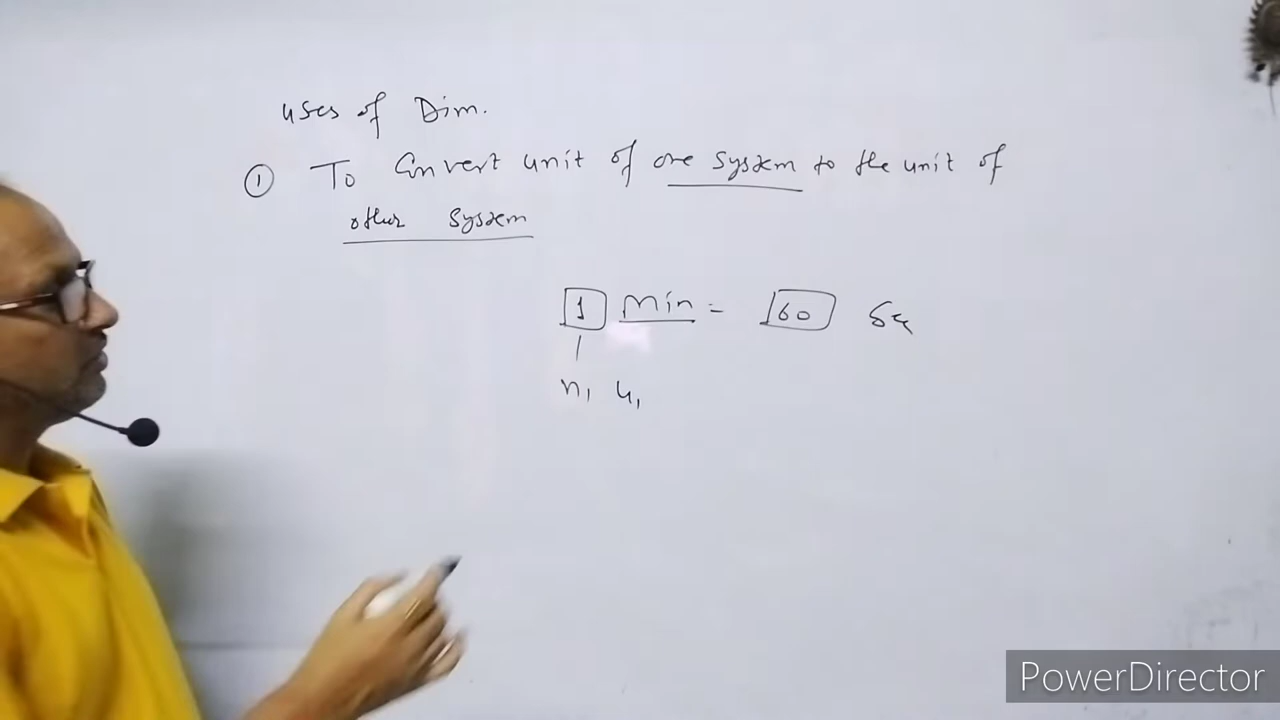 uses of Dim.
① To Convert unit of one system to the unit of
other system
1 Min = 60 Sec
n₁ u₁
PowerDirector